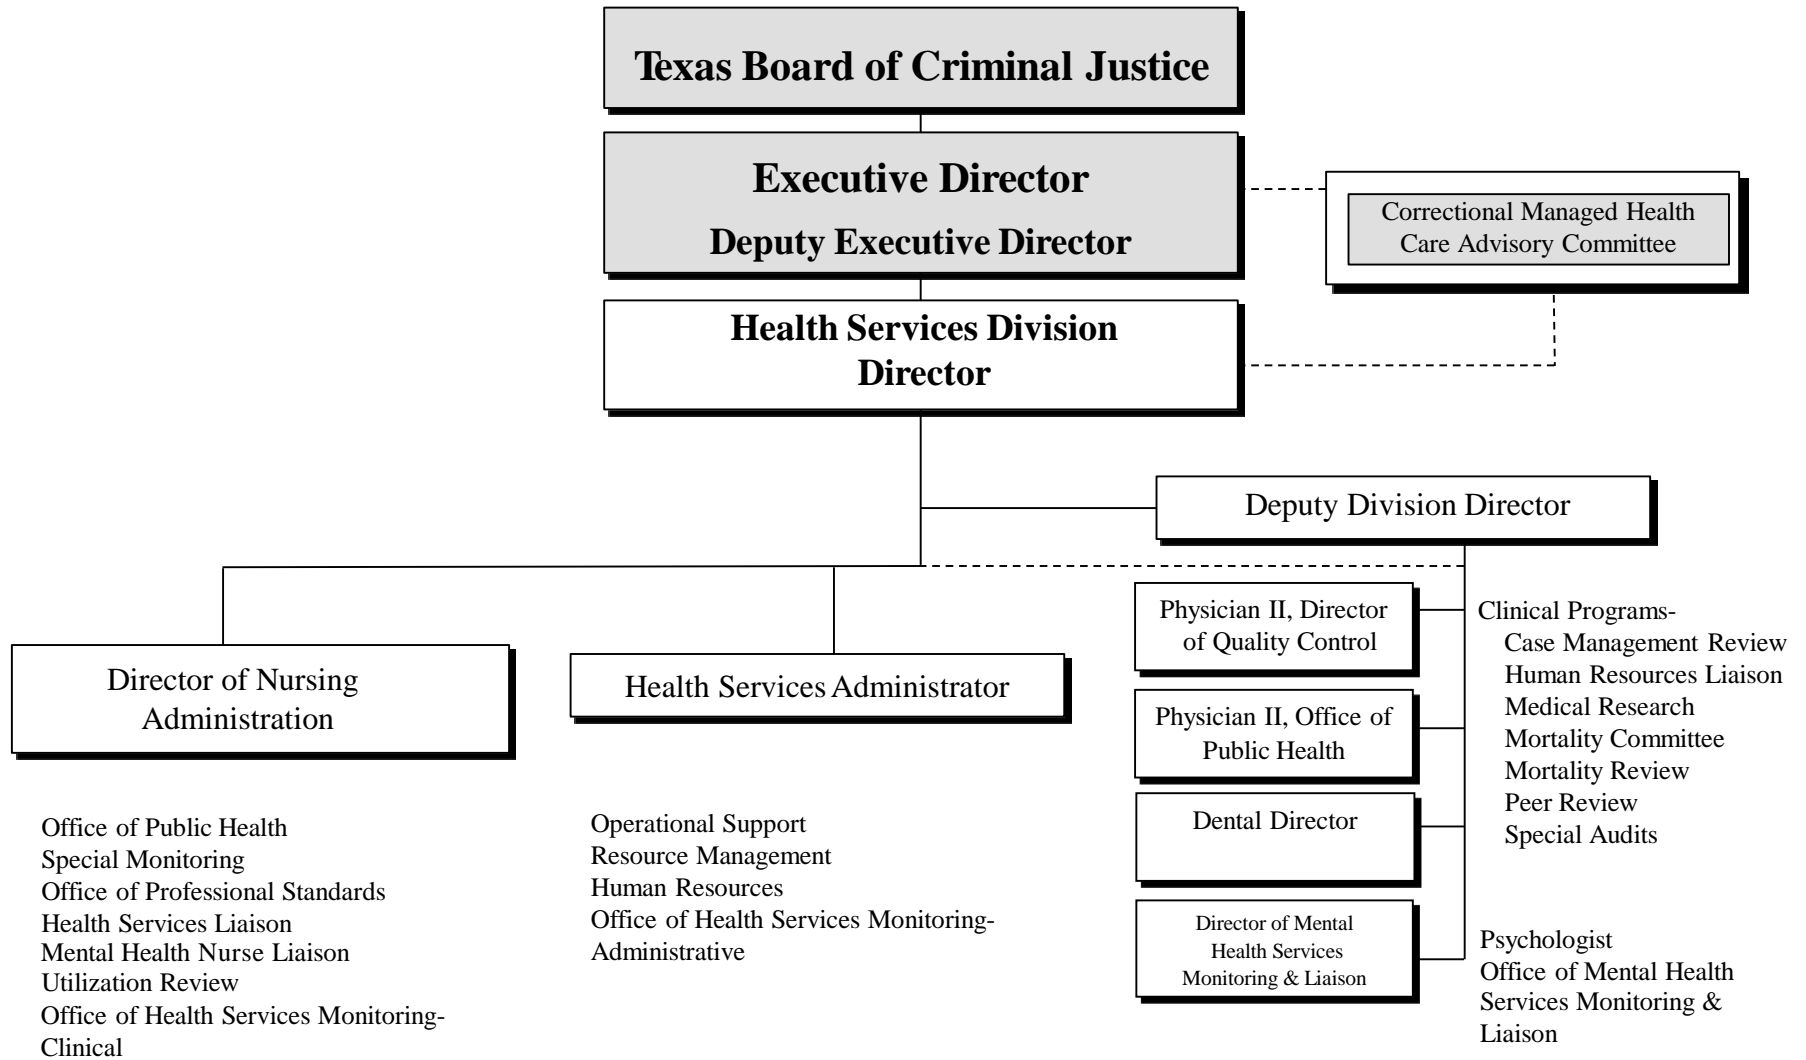 Texas Board of Criminal Justice
Executive Director
Deputy Executive Director
Correctional Managed Health
Care Advisory Committee
Health Services Division
Director
Deputy Division Director
Director of Nursing
Administration
Office of Public Health
Special Monitoring
Office of Professional Standards
Health Services Liaison
Mental Health Nurse Liaison
Utilization Review
Office of Health Services Monitoring-
Clinical
Health Services Administrator
Operational Support
Resource Management
Human Resources
Office of Health Services Monitoring-
Administrative
Physician II, Director
of Quality Control
Physician II, Office of
Public Health
Dental Director
Director of Mental
Health Services
Monitoring & Liaison
Clinical Programs-
Case Management Review
Human Resources Liaison
Medical Research
Mortality Committee
Mortality Review
Peer Review
Special Audits
Psychologist
Office of Mental Health
Services Monitoring &
Liaison